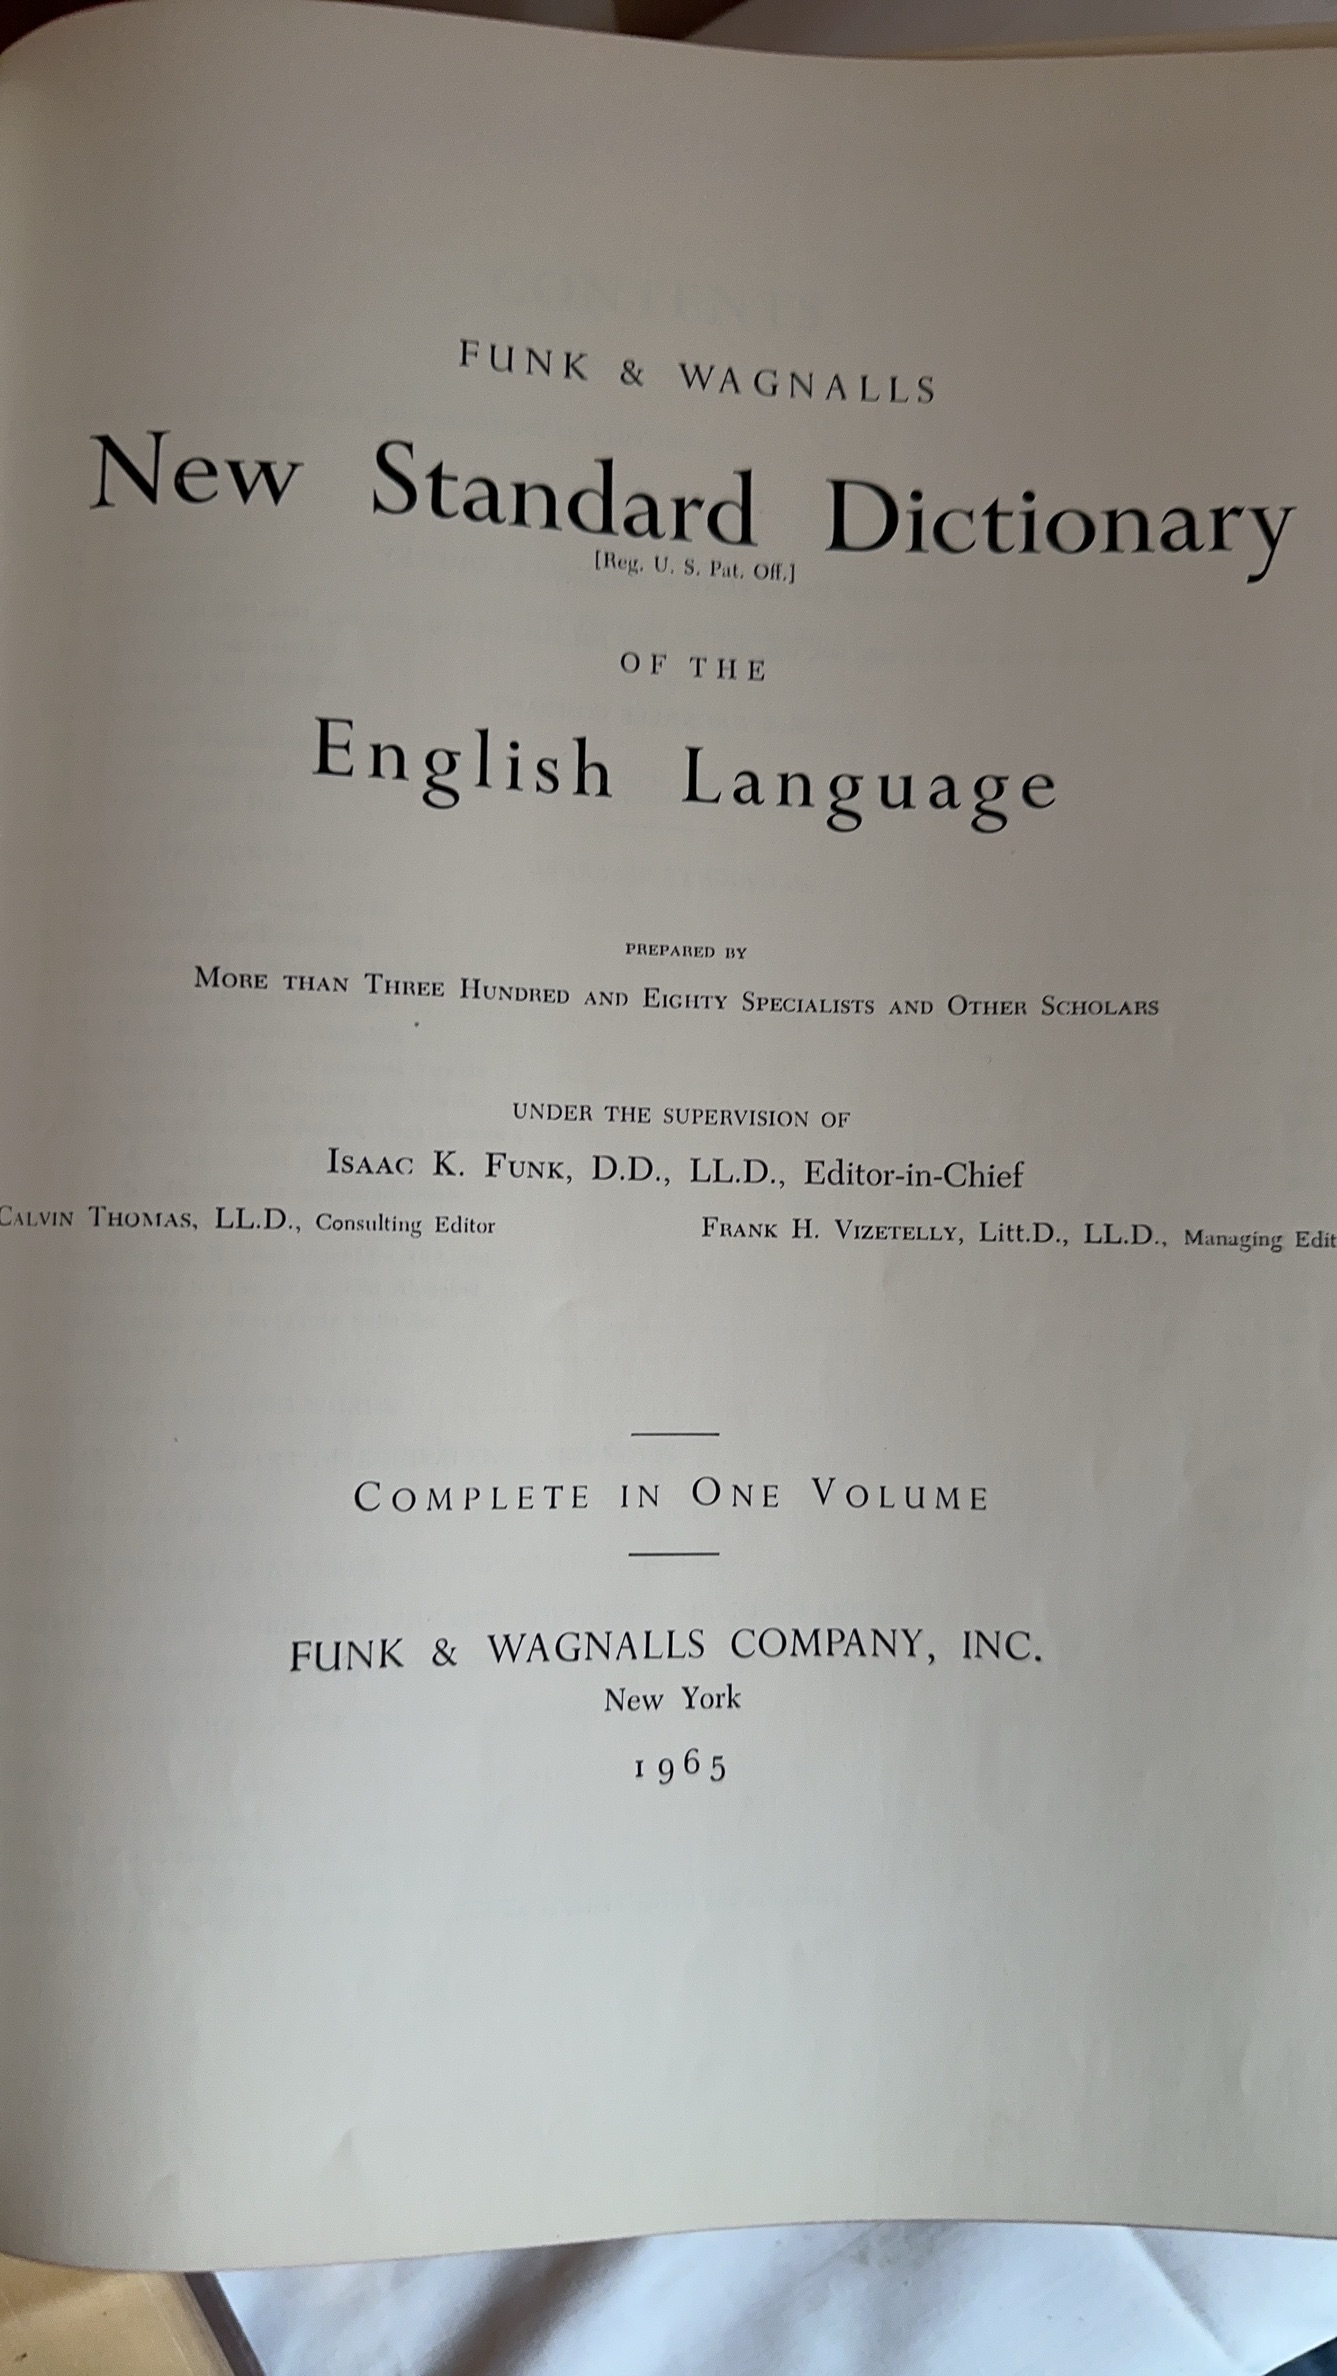 FUNK & WAGNALLS
New Standard Dictionary
[Reg. U. S. Pat. Off.]
OF THE
English Language
PREPARED BY
MORE THAN THREE HUNDRED AND EIGHTY SPECIALISTS AND OTHER SCHOLARS
UNDER THE SUPERVISION OF
ISAAC K. FUNK, D.D., LL.D., Editor-in-Chief
CALVIN THOMAS, LL.D., Consulting Editor
FRANK H. VIZETELLY, Litt.D., LL.D., Managing Edit
COMPLETE IN ONE VOLUME
FUNK & WAGNALLS COMPANY, INC.
New York
1965